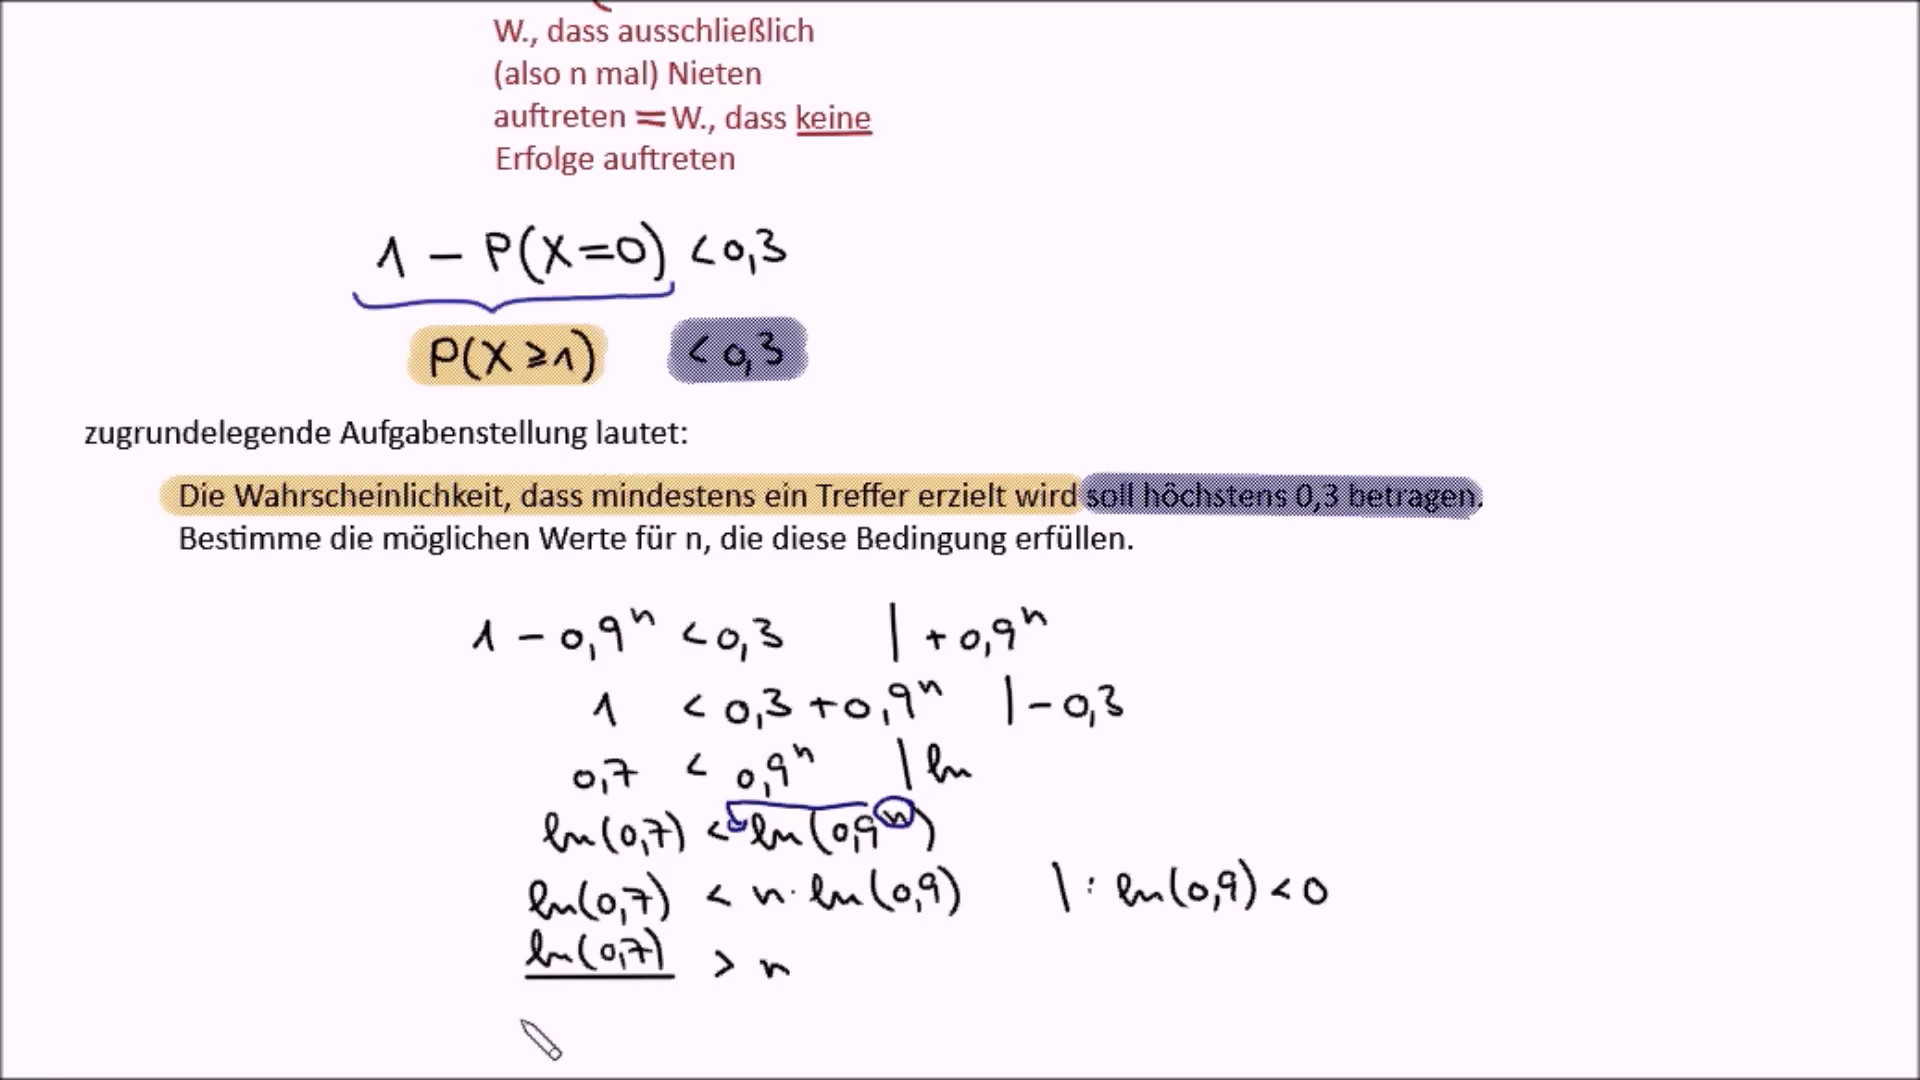 W., dass ausschließlich
(also n mal) Nieten
auftreten = W., dass keine
Erfolge auftreten
1 - P(X=0) < 0,3
P(X ≥ 1) < 0,3
zugrundelegende Aufgabenstellung lautet:
Die Wahrscheinlichkeit, dass mindestens ein Treffer erzielt wird soll höchstens 0,3 betragen.
Bestimme die möglichen Werte für n, die diese Bedingung erfüllen.
1 - 0,9ⁿ < 0,3 | + 0,9ⁿ
1 < 0,3 + 0,9ⁿ | - 0,3
0,7 < 0,9ⁿ | ln
ln(0,7) < ln(0,9ⁿ)
ln(0,7) < n · ln(0,9) | : ln(0,9) < 0
ln(0,7) > n